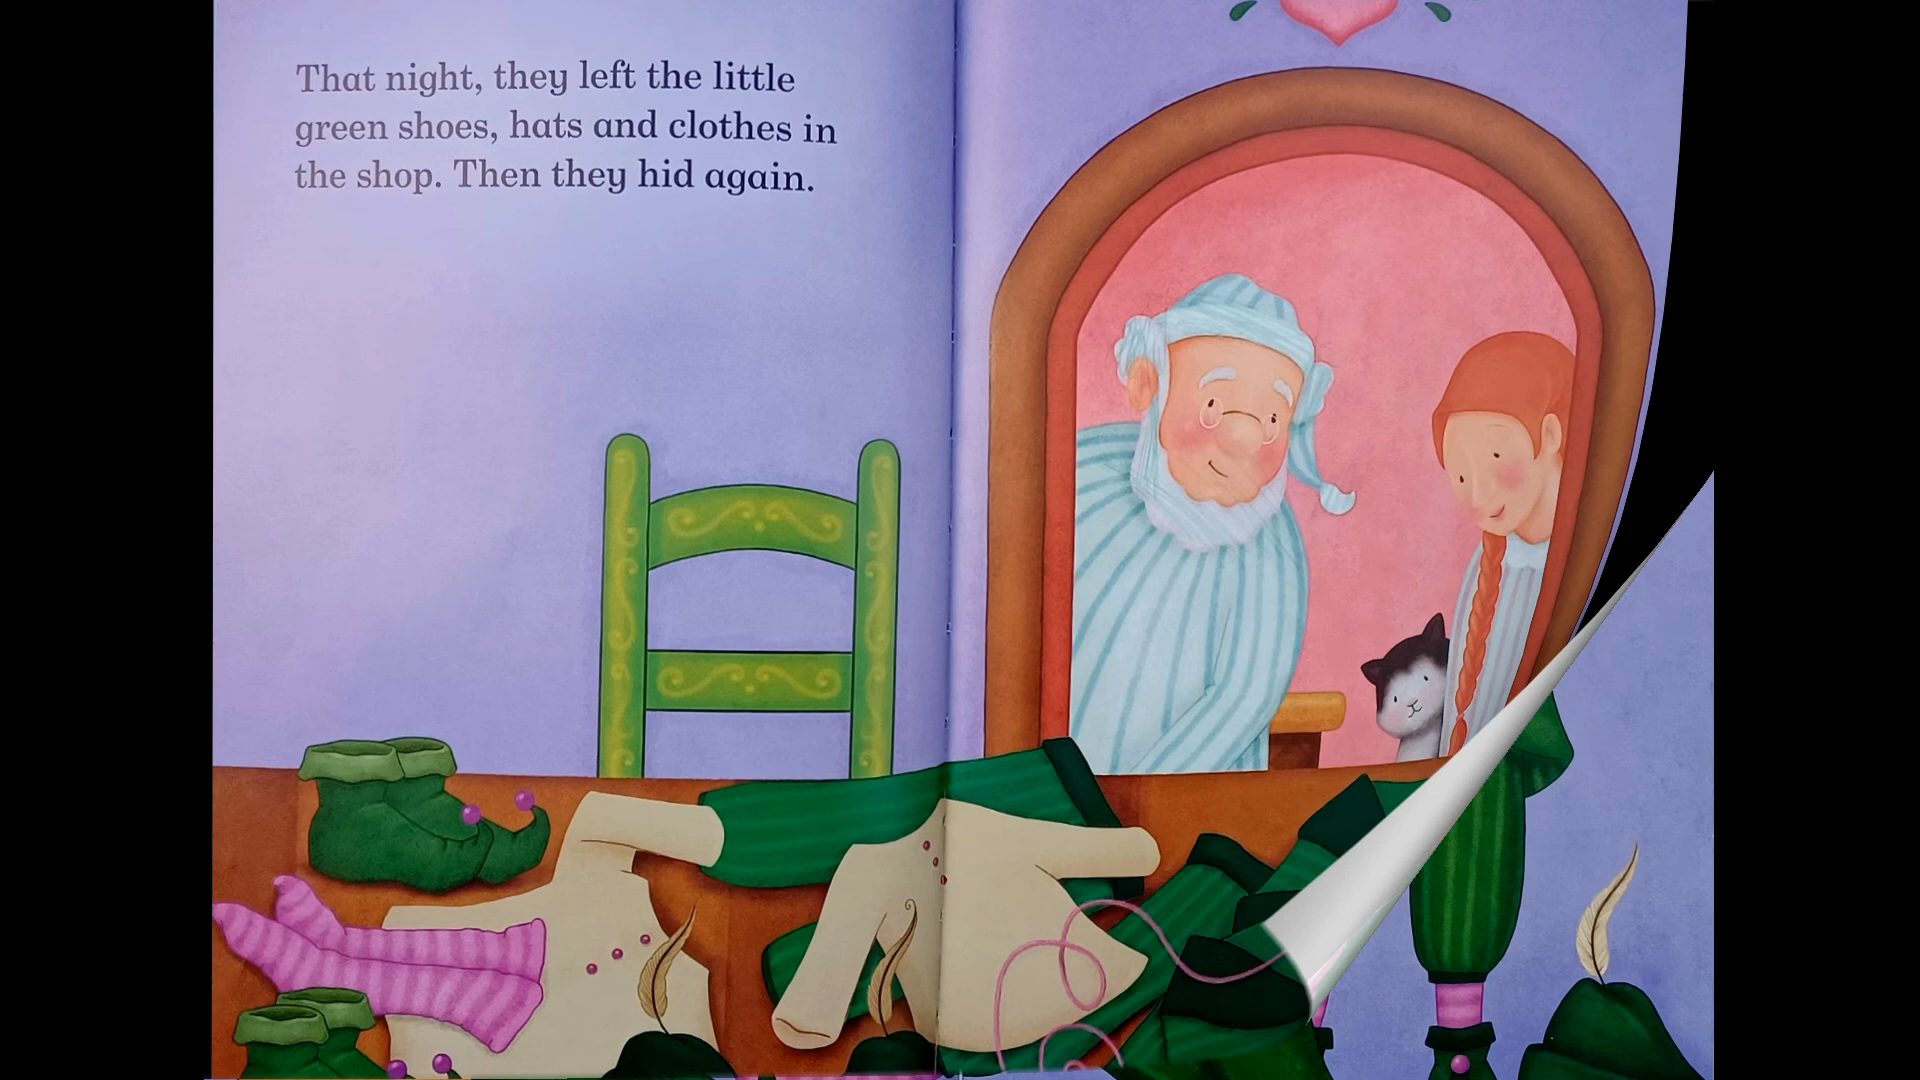 That night, they left the little
green shoes, hats and clothes in
the shop. Then they hid again.